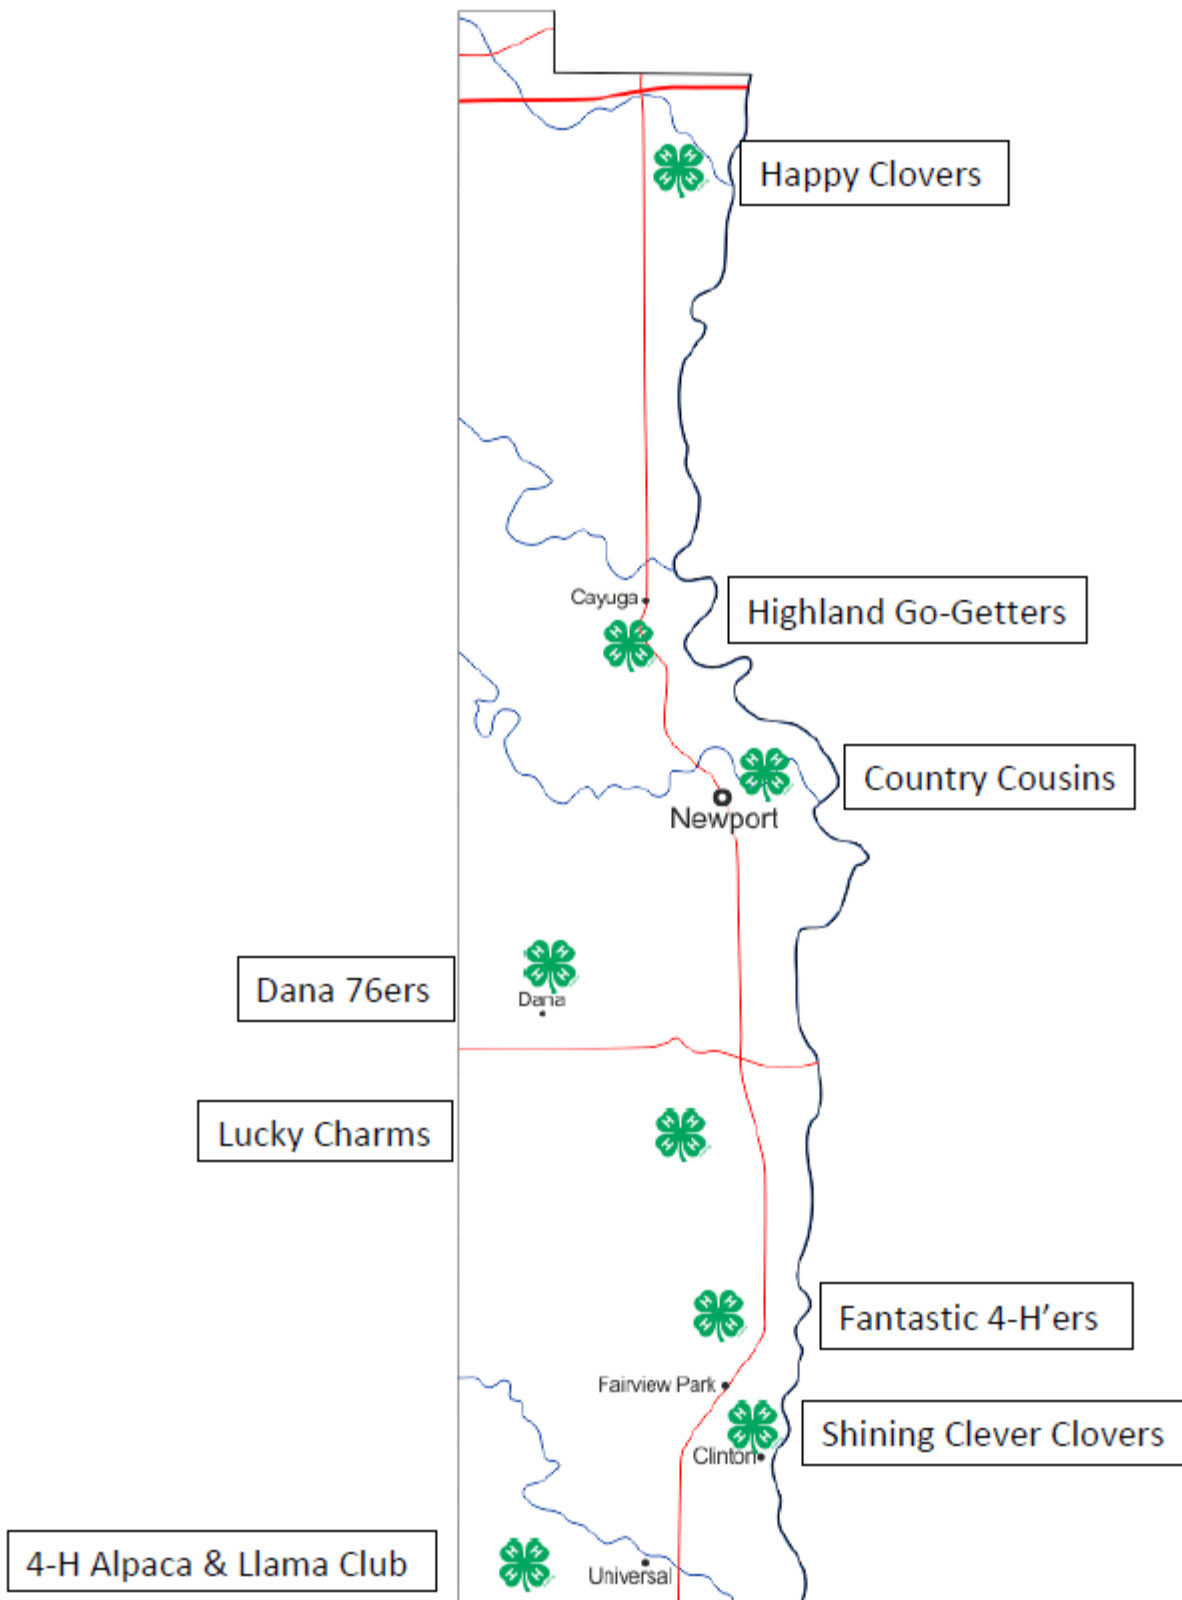 Happy Clovers
Cayuga
Highland Go-Getters
Country Cousins
Newport
Dana 76ers
Dana
Lucky Charms
Fantastic 4-H’ers
Fairview Park
Shining Clever Clovers
Clinton
4-H Alpaca & Llama Club
Universal